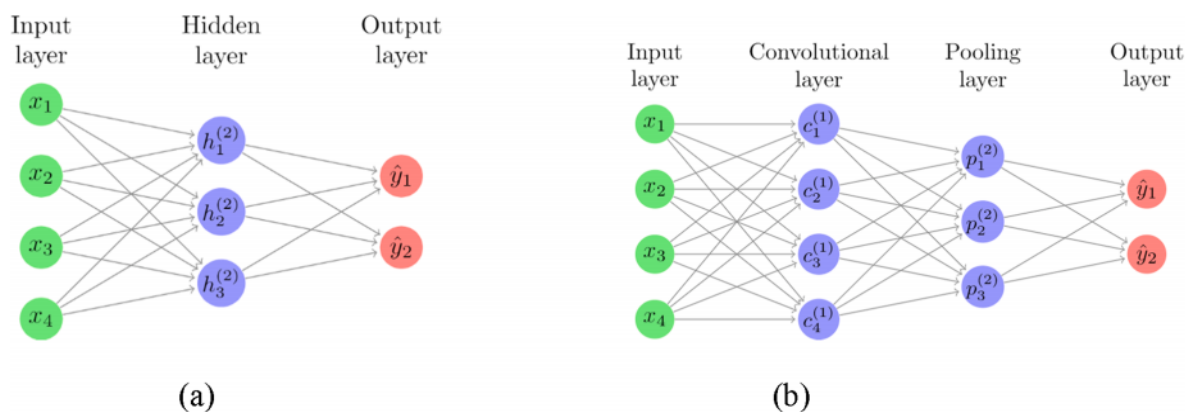 Input layer
Hidden layer
Output layer
x₁
x₂
x₃
x₄
h₁⁽²⁾
h₂⁽²⁾
h₃⁽²⁾
ŷ₁
ŷ₂
(a)
Input layer
Convolutional layer
Pooling layer
Output layer
x₁
x₂
x₃
x₄
c₁⁽¹⁾
c₂⁽¹⁾
c₃⁽¹⁾
c₄⁽¹⁾
p₁⁽²⁾
p₂⁽²⁾
p₃⁽²⁾
ŷ₁
ŷ₂
(b)